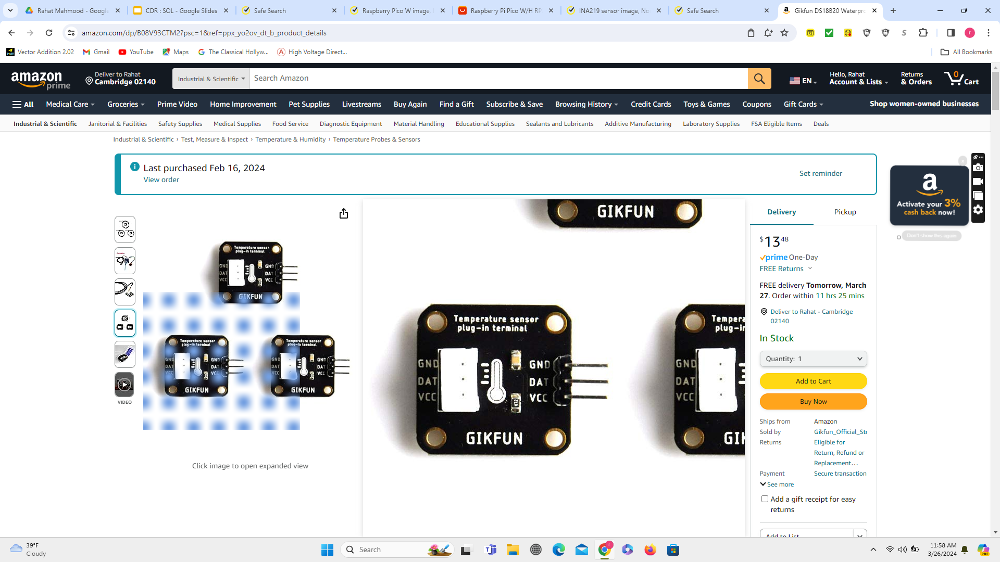 Rahat Mahmood - Google
CDR : SOL - Google Slides
Safe Search
Raspberry Pico W image,
Raspberry Pi Pico W/H RP
INA219 sensor image, No
Safe Search
Gikfun DS18B20 Waterpro
amazon.com/dp/B08V93CTM2?psc=1&ref=ppx_yo2ov_dt_b_product_details
Vector Addition 2.02
Gmail
YouTube
Maps
The Classical Hollyw...
High Voltage Direct...
All Bookmarks
amazon prime
Deliver to Rahat
Cambridge 02140
Industrial & Scientific
Search Amazon
EN
Hello, Rahat
Account & Lists
Returns
& Orders
0
Cart
All
Medical Care
Groceries
Prime Video
Home Improvement
Pet Supplies
Livestreams
Buy Again
Find a Gift
Subscribe & Save
Browsing History
Credit Cards
Toys & Games
Coupons
Gift Cards
Shop women-owned businesses
Industrial & Scientific
Janitorial & Facilities
Safety Supplies
Medical Supplies
Food Service
Diagnostic Equipment
Material Handling
Educational Supplies
Sealants and Lubricants
Additive Manufacturing
Laboratory Supplies
FSA Eligible Items
Deals
Industrial & Scientific › Test, Measure & Inspect › Temperature & Humidity › Temperature Probes & Sensors
Last purchased Feb 16, 2024
View order
Set reminder
Activate your 3%
cash back now!
Don't show this again
VIDEO
Temperature sensor
plug-in terminal
GND GND
DAT DAT
VCC VCC
GIKFUN
Temperature sensor
plug-in terminal
GND GND
DAT DAT
VCC VCC
GIKFUN
Temperature sensor
plug-in terminal
GND GND
DAT DAT
VCC VCC
GIKFUN
Click image to open expanded view
GIKFUN
Temperature sensor
plug-in terminal
GND GND
DAT DAT
VCC VCC
472
GIKFUN
Tempera
plug-i
GND
DAT
VCC
GI
Delivery
Pickup
$13.48
prime One-Day
FREE Returns
FREE delivery Tomorrow, March
27. Order within 11 hrs 25 mins
Deliver to Rahat - Cambridge
02140
In Stock
Quantity: 1
Add to Cart
Buy Now
Ships from Amazon
Sold by Gikfun_Official_Sto
Returns Eligible for
Return, Refund or
Replacement...
Payment Secure transaction
See more
Add a gift receipt for easy
returns
Add to List
39°F
Cloudy
Search
11:58 AM
3/26/2024
PRE